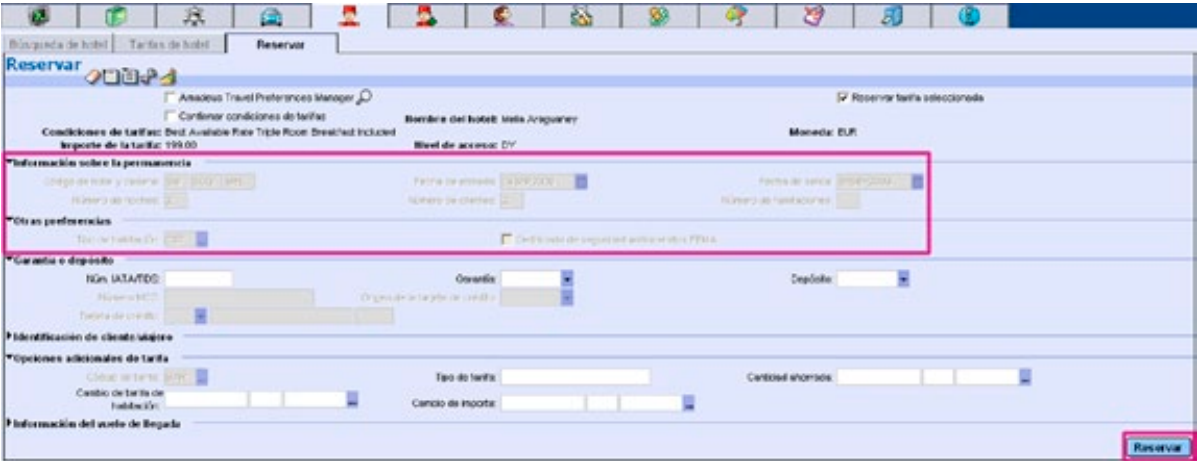 Búsqueda de hotel Tarifas de hotel Reservar
Reservar
Amadeus Travel Preferences Manager Reservar tarifa seleccionada
Confirmar condiciones de tarifas Nombre del hotel: Melia Araguaney
Condiciones de tarifas: Best Available Rate Triple Room Breakfast Included Moneda: EUR
Importe de la tarifa: 199.00 Nivel de acceso: DY
Información sobre la permanencia
Código de hotel y cadena: Fecha de entrada: Fecha de salida:
Número de noches: Número de clientes: 2 Número de habitaciones:
Otras preferencias
Tipo de habitación:
Garantía o depósito
Núm. IATA/TIDS: Garantía: Depósito:
Número MCO: Origen de la tarjeta de crédito:
Tarjeta de crédito:
Identificación de cliente/viajero
Opciones adicionales de tarifa
Código de tarifa: Tipo de tarifa: Cantidad ahorrada:
Cambio de tarifa de habitación: Cambio de importe:
Información del vuelo de llegada
Reservar